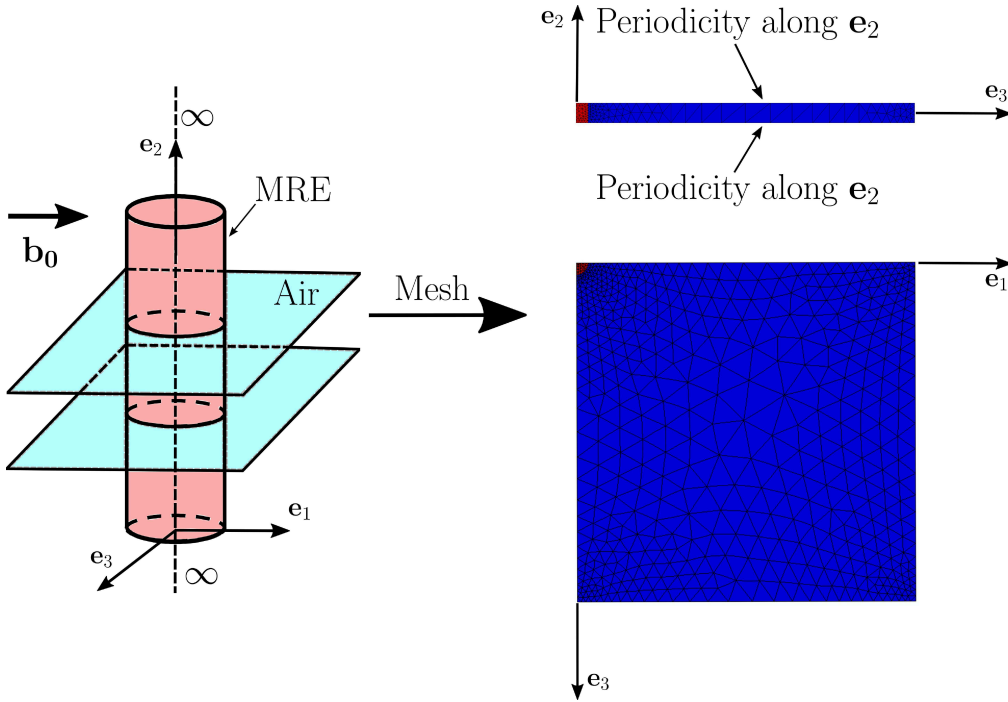 ∞
e₂
MRE
b₀
Air
e₁
e₃
∞
Mesh
e₂
Periodicity along e₂
e₃
Periodicity along e₂
e₁
e₃